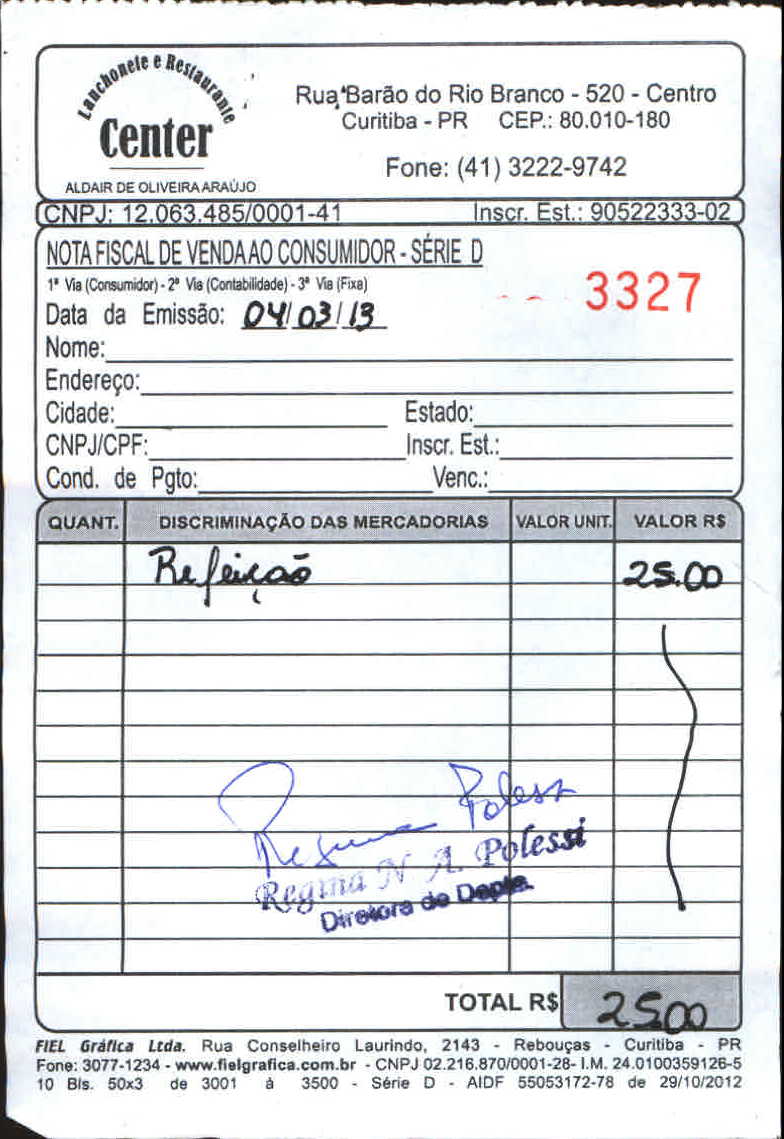 Lanchonete e Restaurante
Center
ALDAIR DE OLIVEIRA ARAÚJO
Rua Barão do Rio Branco - 520 - Centro
Curitiba - PR CEP.: 80.010-180
Fone: (41) 3222-9742
CNPJ: 12.063.485/0001-41 Inscr. Est.: 90522333-02
NOTA FISCAL DE VENDA AO CONSUMIDOR - SÉRIE D
1ª Via (Consumidor) - 2ª Via (Contabilidade) - 3ª Via (Fixa)
3327
Data da Emissão: 04/03/13
Nome:
Endereço:
Cidade: Estado:
CNPJ/CPF: Inscr. Est.:
Cond. de Pgto: Venc.:
QUANT. DISCRIMINAÇÃO DAS MERCADORIAS VALOR UNIT. VALOR R$
Refeição 25.00
Regina Polessi
Regina N. A. Polessi
Diretora de Depto.
TOTAL R$ 25.00
FIEL Gráfica Ltda. Rua Conselheiro Laurindo, 2143 - Rebouças - Curitiba - PR
Fone: 3077-1234 - www.fielgrafica.com.br - CNPJ 02.216.870/0001-28- I.M. 24.0100359126-5
10 Bls. 50x3 de 3001 à 3500 - Série D - AIDF 55053172-78 de 29/10/2012